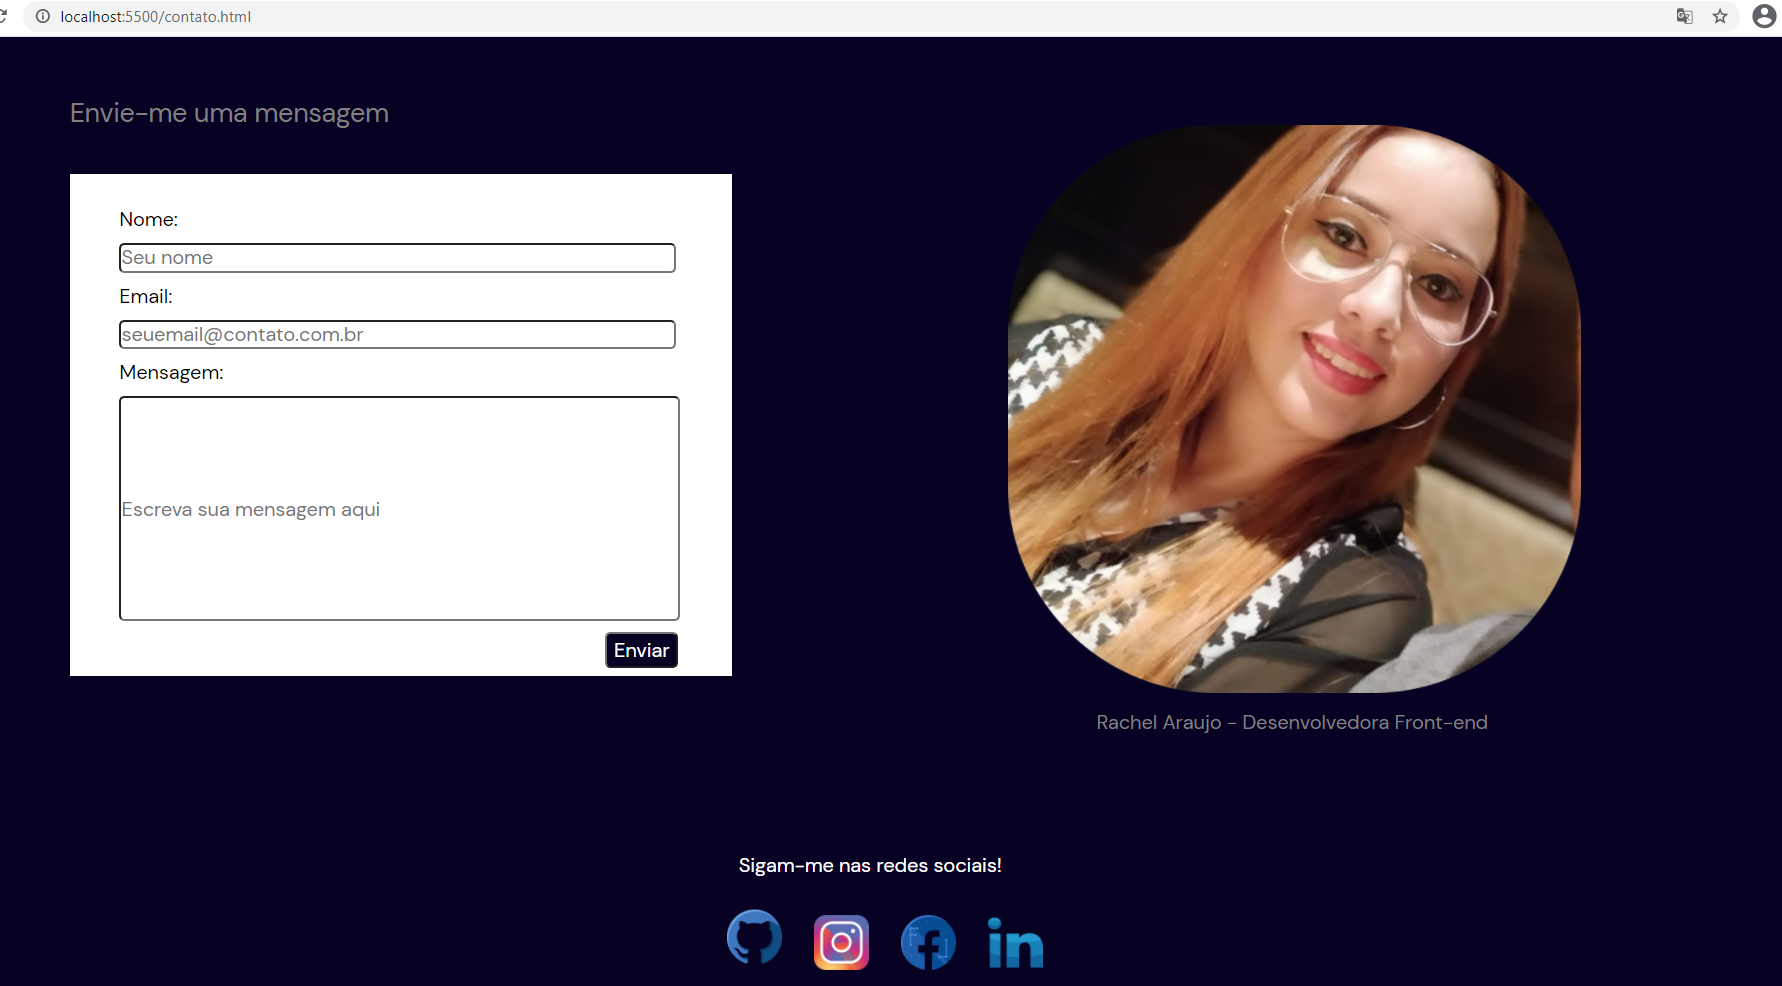 localhost:5500/contato.html
Envie-me uma mensagem
Nome:
Seu nome
Email:
seuemail@contato.com.br
Mensagem:
Escreva sua mensagem aqui
Enviar
Rachel Araujo - Desenvolvedora Front-end
Sigam-me nas redes sociais!
in